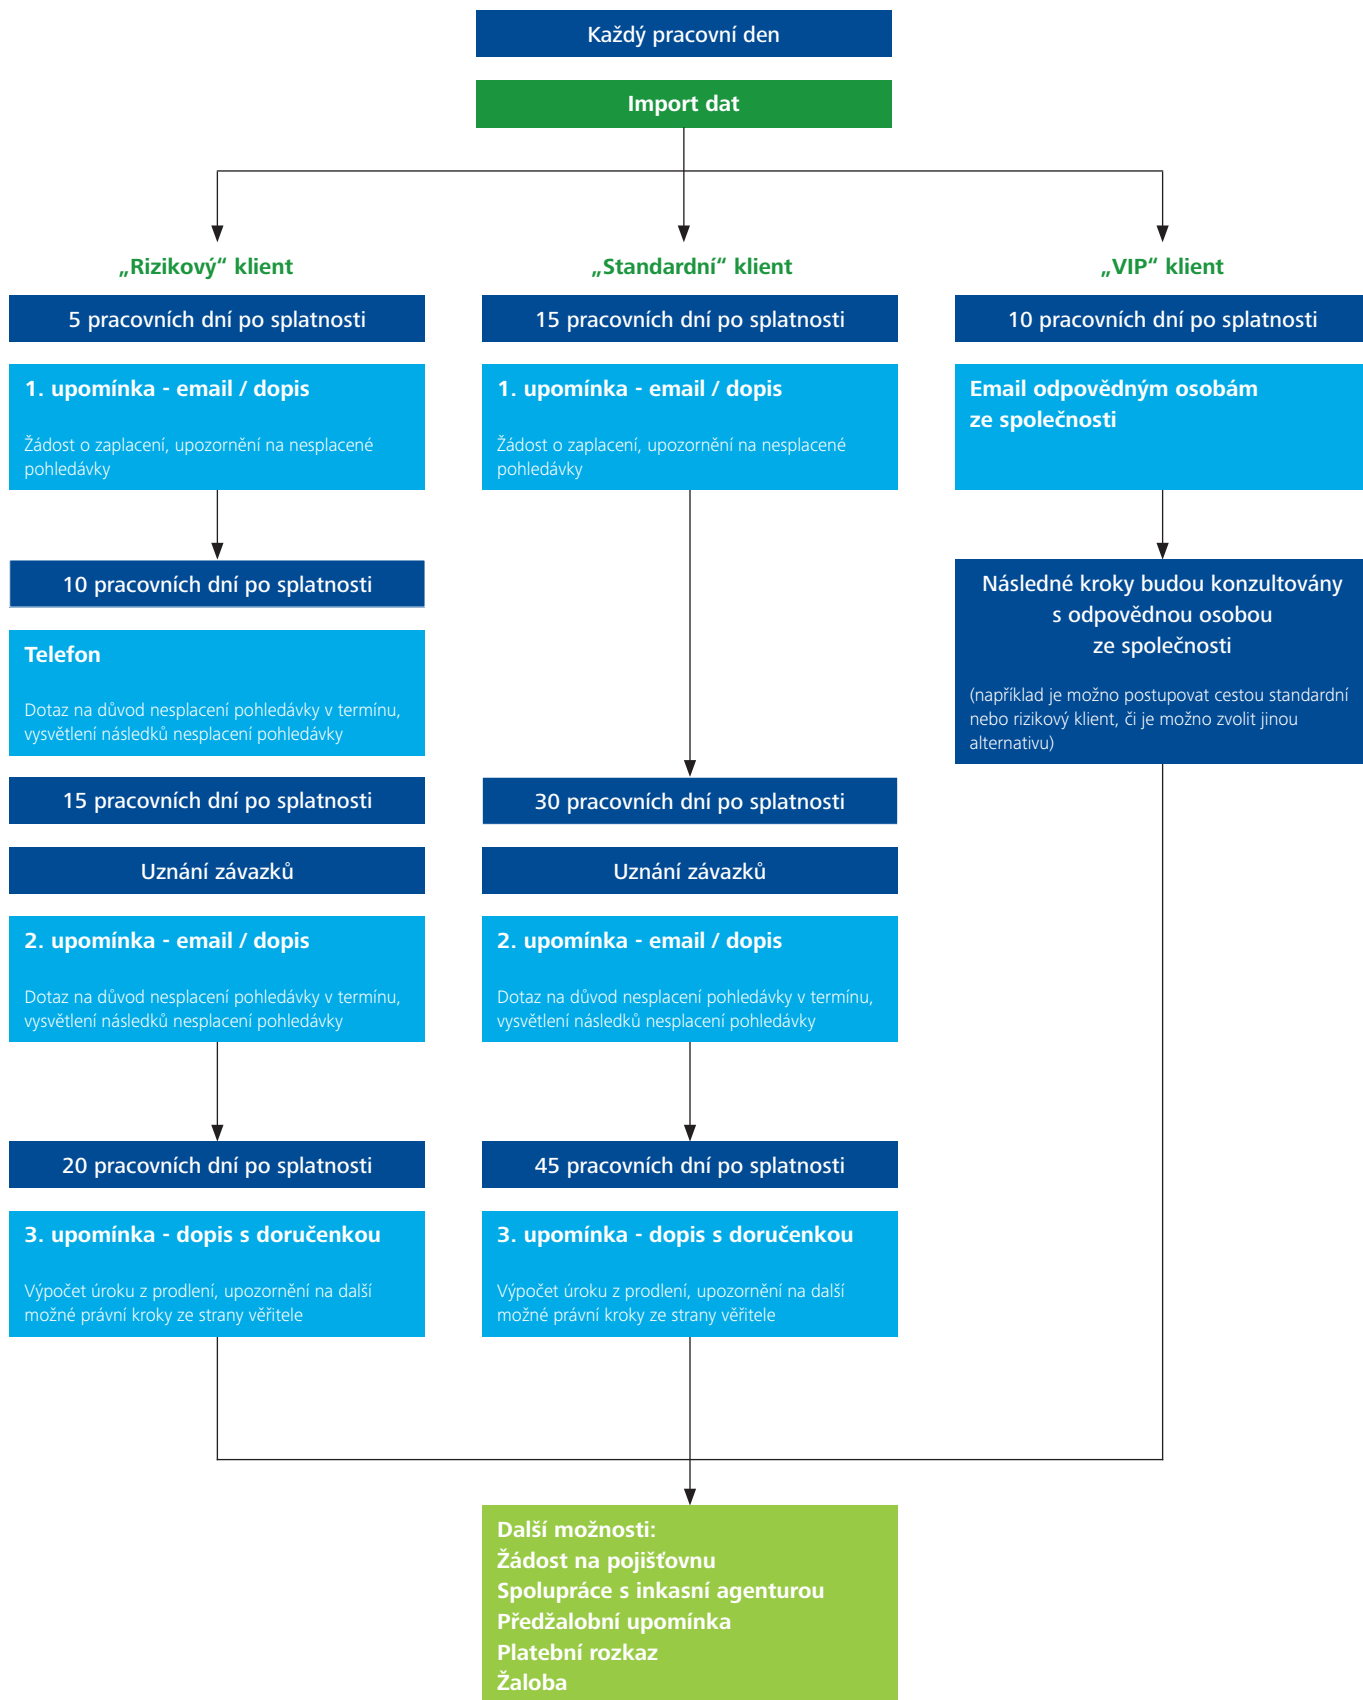 Každý pracovní den
Import dat
„Rizikový“ klient
5 pracovních dní po splatnosti
1. upomínka - email / dopis
Žádost o zaplacení, upozornění na nesplacené
pohledávky
10 pracovních dní po splatnosti
Telefon
Dotaz na důvod nesplacení pohledávky v termínu,
vysvětlení následků nesplacení pohledávky
15 pracovních dní po splatnosti
Uznání závazků
2. upomínka - email / dopis
Dotaz na důvod nesplacení pohledávky v termínu,
vysvětlení následků nesplacení pohledávky
20 pracovních dní po splatnosti
3. upomínka - dopis s doručenkou
Výpočet úroku z prodlení, upozornění na další
možné právní kroky ze strany věřitele
„Standardní“ klient
15 pracovních dní po splatnosti
1. upomínka - email / dopis
Žádost o zaplacení, upozornění na nesplacené
pohledávky
30 pracovních dní po splatnosti
Uznání závazků
2. upomínka - email / dopis
Dotaz na důvod nesplacení pohledávky v termínu,
vysvětlení následků nesplacení pohledávky
45 pracovních dní po splatnosti
3. upomínka - dopis s doručenkou
Výpočet úroku z prodlení, upozornění na další
možné právní kroky ze strany věřitele
„VIP“ klient
10 pracovních dní po splatnosti
Email odpovědným osobám
ze společnosti
Následné kroky budou konzultovány
s odpovědnou osobou
ze společnosti
(například je možno postupovat cestou standardní
nebo rizikový klient, či je možno zvolit jinou
alternativu)
Další možnosti:
Žádost na pojišťovnu
Spolupráce s inkasní agenturou
Předžalobní upomínka
Platební rozkaz
Žaloba